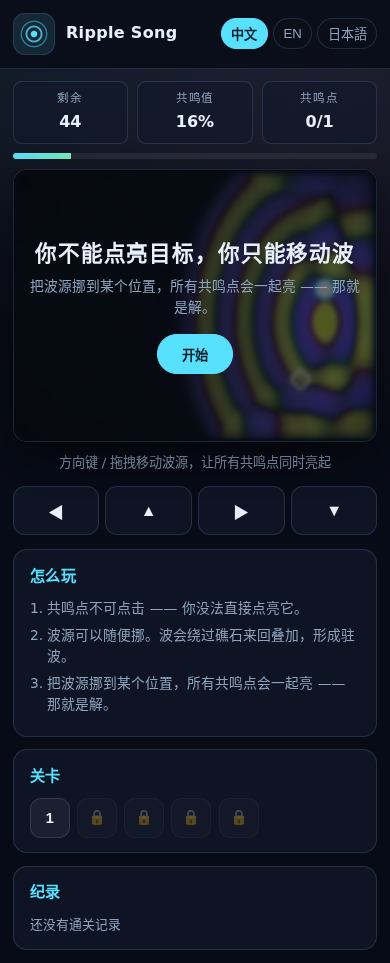 Ripple Song
中文
EN
日本語
剩余
44
共鸣值
16%
共鸣点
0/1
你不能点亮目标，你只能移动波
把波源挪到某个位置，所有共鸣点会一起亮 —— 那就
是解。
开始
方向键 / 拖拽移动波源，让所有共鸣点同时亮起
◀
▲
▶
▼
怎么玩
1. 共鸣点不可点击 —— 你没法直接点亮它。
2. 波源可以随便挪。波会绕过礁石来回叠加，形成驻
波。
3. 把波源挪到某个位置，所有共鸣点会一起亮 ——
那就是解。
关卡
1
纪录
还没有通关记录